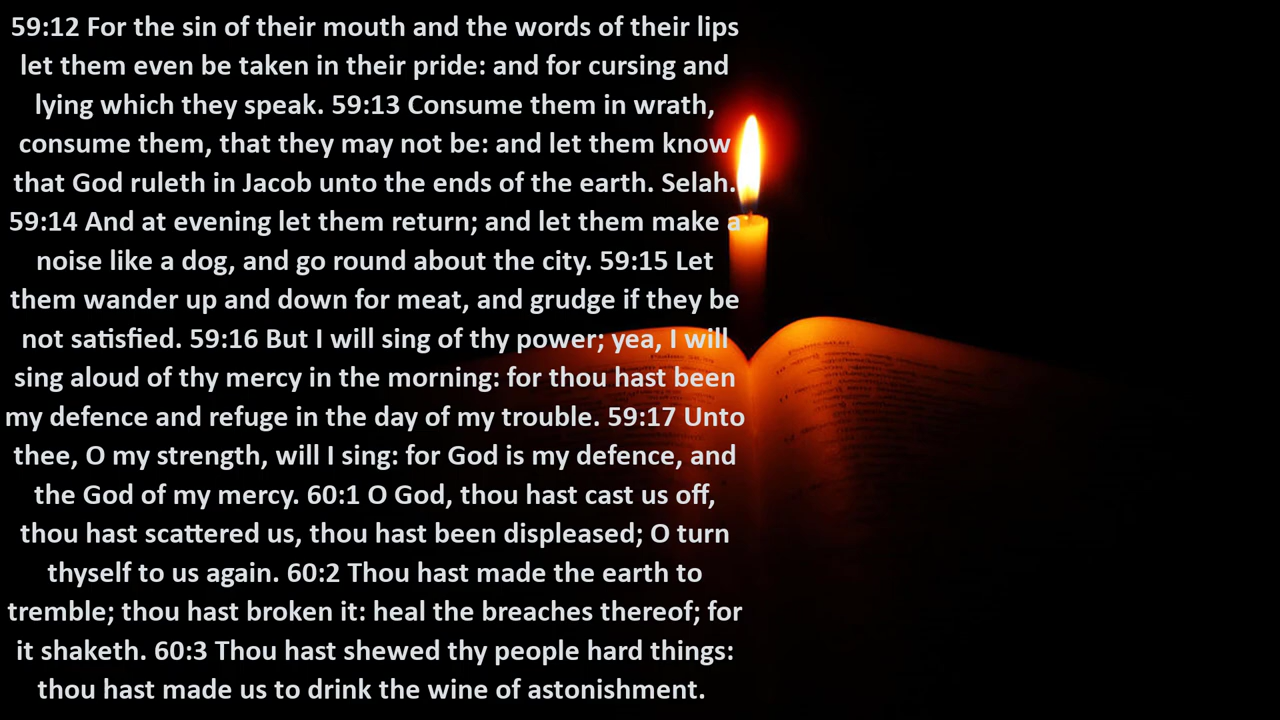 59:12 For the sin of their mouth and the words of their lips
let them even be taken in their pride: and for cursing and
lying which they speak. 59:13 Consume them in wrath,
consume them, that they may not be: and let them know
that God ruleth in Jacob unto the ends of the earth. Selah.
59:14 And at evening let them return; and let them make a
noise like a dog, and go round about the city. 59:15 Let
them wander up and down for meat, and grudge if they be
not satisfied. 59:16 But I will sing of thy power; yea, I will
sing aloud of thy mercy in the morning: for thou hast been
my defence and refuge in the day of my trouble. 59:17 Unto
thee, O my strength, will I sing: for God is my defence, and
the God of my mercy. 60:1 O God, thou hast cast us off,
thou hast scattered us, thou hast been displeased; O turn
thyself to us again. 60:2 Thou hast made the earth to
tremble; thou hast broken it: heal the breaches thereof; for
it shaketh. 60:3 Thou hast shewed thy people hard things:
thou hast made us to drink the wine of astonishment.